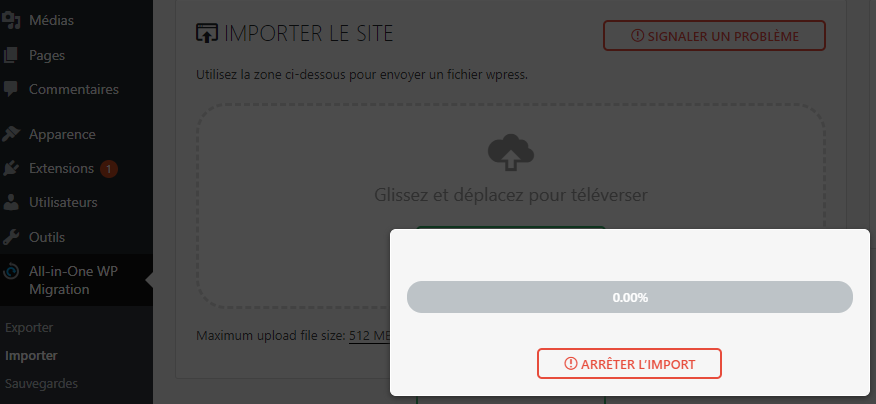 Médias
Pages
Commentaires
Apparence
Extensions 1
Utilisateurs
Outils
All-in-One WP
Migration
Exporter
Importer
Sauvegardes
IMPORTER LE SITE
SIGNALER UN PROBLÈME
Utilisez la zone ci-dessous pour envoyer un fichier wpress.
Glissez et déplacez pour téléverser
Maximum upload file size: 512
0.00%
ARRÊTER L'IMPORT